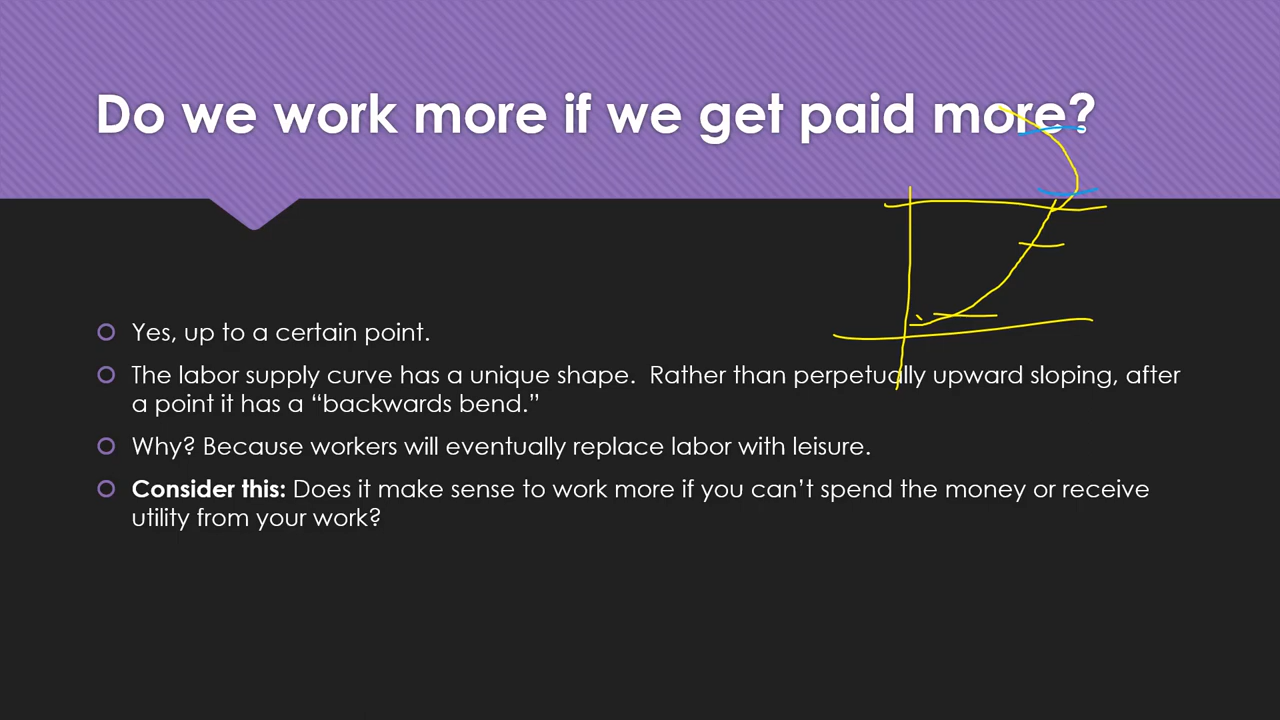 Do we work more if we get paid more?
Yes, up to a certain point.
The labor supply curve has a unique shape.  Rather than perpetually upward sloping, after
a point it has a “backwards bend.”
Why? Because workers will eventually replace labor with leisure.
Consider this: Does it make sense to work more if you can’t spend the money or receive
utility from your work?